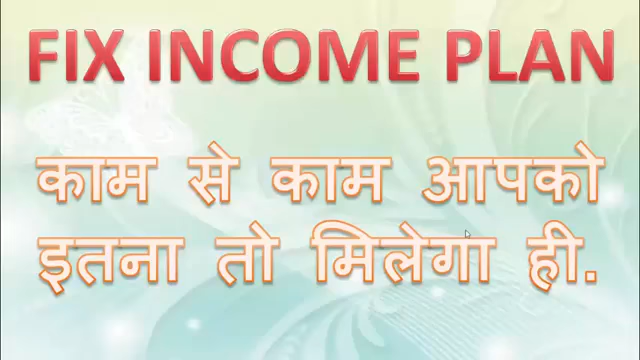 FIX INCOME PLAN
काम से काम आपको
इतना तो मिलेगा ही.